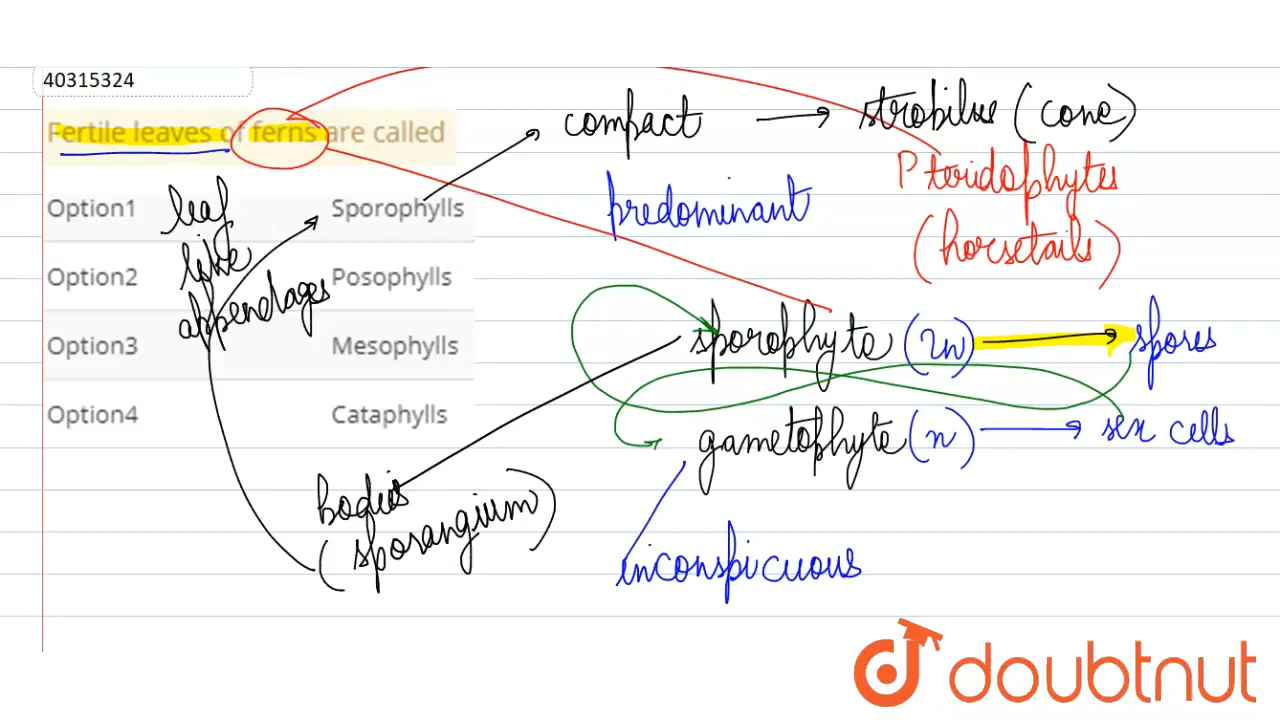 40315324
Fertile leaves of ferns are called
Option1 Sporophylls
Option2 Posophylls
Option3 Mesophylls
Option4 Cataphylls
leaf
like
appendages
compact → strobilus (cone)
predominant
Pteridophytes
(horsetails)
sporophyte (2n) → spores
gametophyte (n) → sex cells
bodies
(sporangium)
inconspicuous
doubtnut